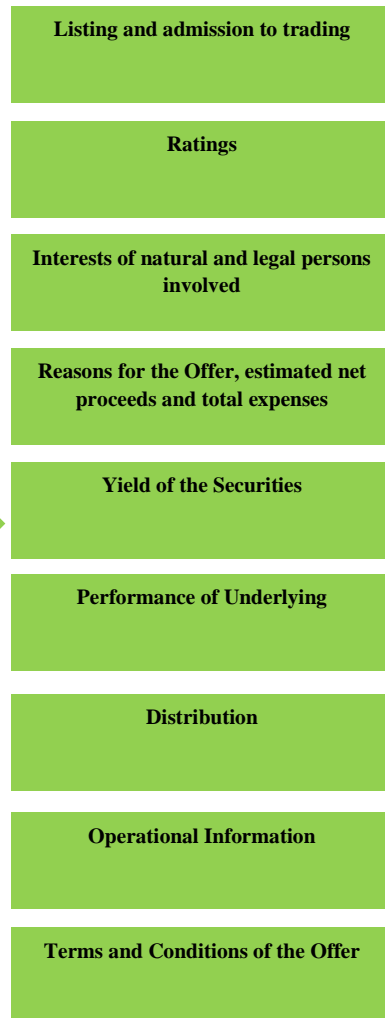 Listing and admission to trading
Ratings
Interests of natural and legal persons
involved
Reasons for the Offer, estimated net
proceeds and total expenses
Yield of the Securities
Performance of Underlying
Distribution
Operational Information
Terms and Conditions of the Offer